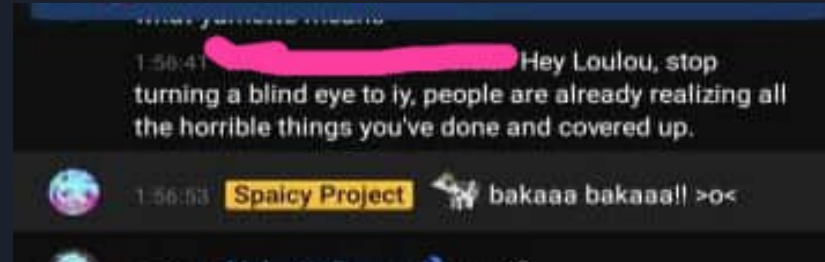 1:56:41 Hey Loulou, stop
turning a blind eye to iy, people are already realizing all
the horrible things you've done and covered up.
1:56:53 Spaicy Project bakaaa bakaaa!! >o<